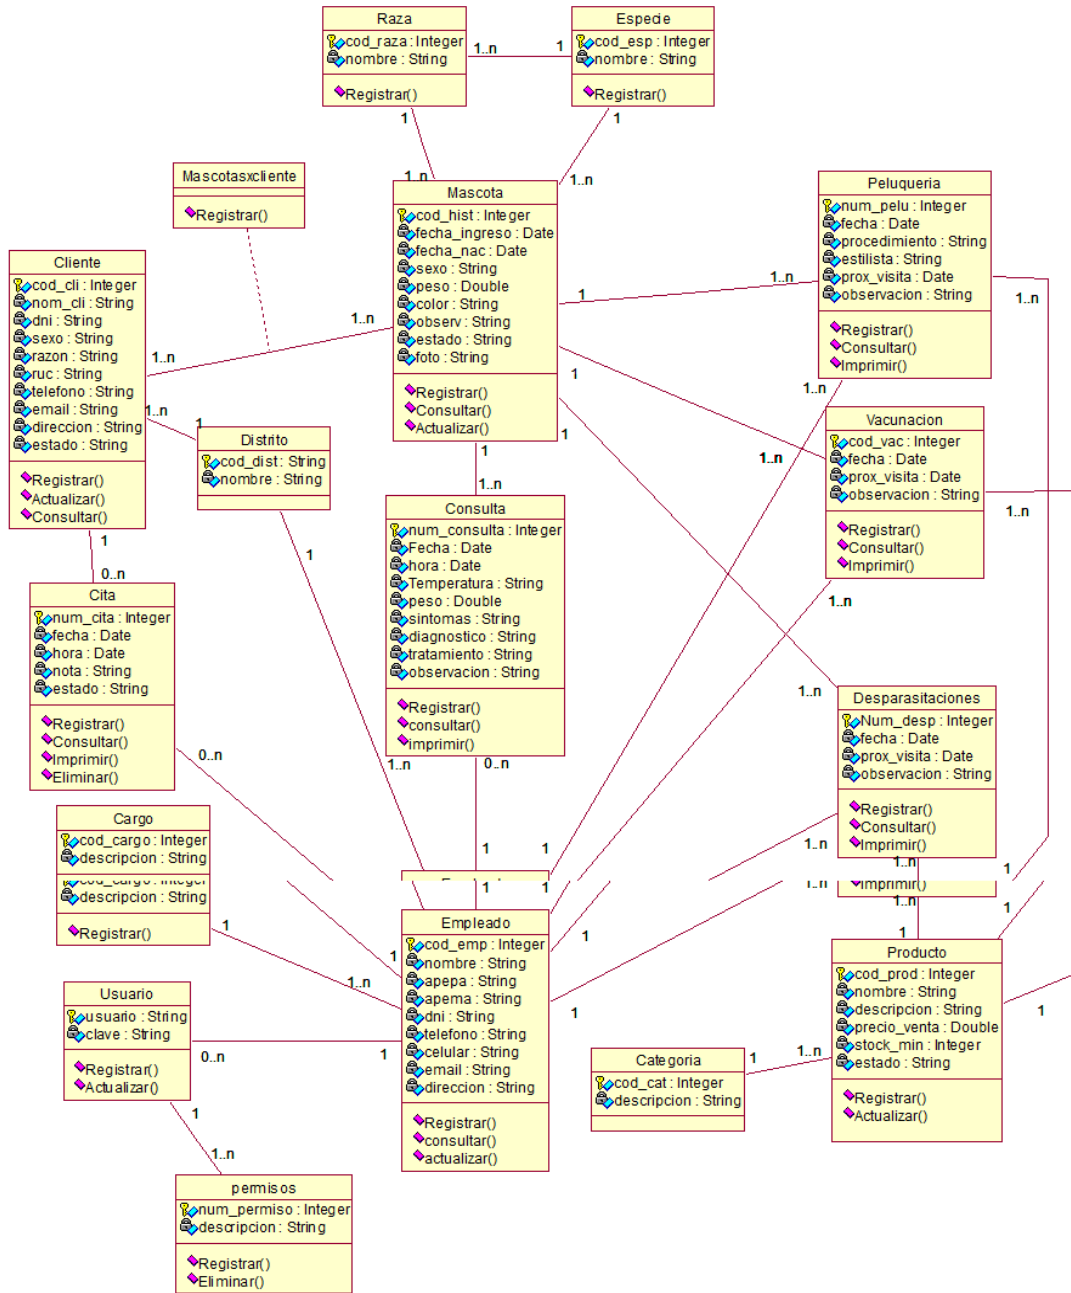 Raza
cod_raza : Integer
nombre : String
Registrar()
1..n
1
Especie
cod_esp : Integer
nombre : String
Registrar()
1
1..n
1
1..n
Mascotasxcliente
Registrar()
Mascota
cod_hist : Integer
fecha_ingreso : Date
fecha_nac : Date
sexo : String
peso : Double
color : String
observ : String
estado : String
foto : String
Registrar()
Consultar()
Actualizar()
Peluqueria
num_pelu : Integer
fecha : Date
procedimiento : String
estilista : String
prox_visita : Date
observacion : String
Registrar()
Consultar()
Imprimir()
1
1..n
1..n
1..n
Cliente
cod_cli : Integer
nom_cli : String
dni : String
sexo : String
razon : String
ruc : String
telefono : String
email : String
direccion : String
estado : String
Registrar()
Actualizar()
Consultar()
1..n
1..n
1..n
1
Distrito
cod_dist : String
nombre : String
1
1..n
Vacunacion
cod_vac : Integer
fecha : Date
prox_visita : Date
observacion : String
Registrar()
Consultar()
Imprimir()
1
1..n
1..n
1..n
1
1
1..n
Consulta
num_consulta : Integer
Fecha : Date
hora : Date
Temperatura : String
peso : Double
sintomas : String
diagnostico : String
tratamiento : String
observacion : String
Registrar()
consultar()
imprimir()
0..n
1
1
1
0..n
Cita
num_cita : Integer
fecha : Date
hora : Date
nota : String
estado : String
Registrar()
Consultar()
Imprimir()
Eliminar()
0..n
1..n
Desparasitaciones
Num_desp : Integer
fecha : Date
prox_visita : Date
observacion : String
Registrar()
Consultar()
Imprimir()
1..n
1..n
1
Cargo
cod_cargo : Integer
descripcion : String
cod_cargo : Integer
descripcion : String
Registrar()
1
1..n
1
1
1
Empleado
cod_emp : Integer
nombre : String
apepa : String
apema : String
dni : String
telefono : String
celular : String
email : String
direccion : String
Registrar()
consultar()
actualizar()
1
1
1
1..n
Imprimir()
1..n
1
1
1
Producto
cod_prod : Integer
nombre : String
descripcion : String
precio_venta : Double
stock_min : Integer
estado : String
Registrar()
Actualizar()
Usuario
usuario : String
clave : String
Registrar()
Actualizar()
0..n
1
Categoria
cod_cat : Integer
descripcion : String
1
1..n
1
1..n
permisos
num_permiso : Integer
descripcion : String
Registrar()
Eliminar()